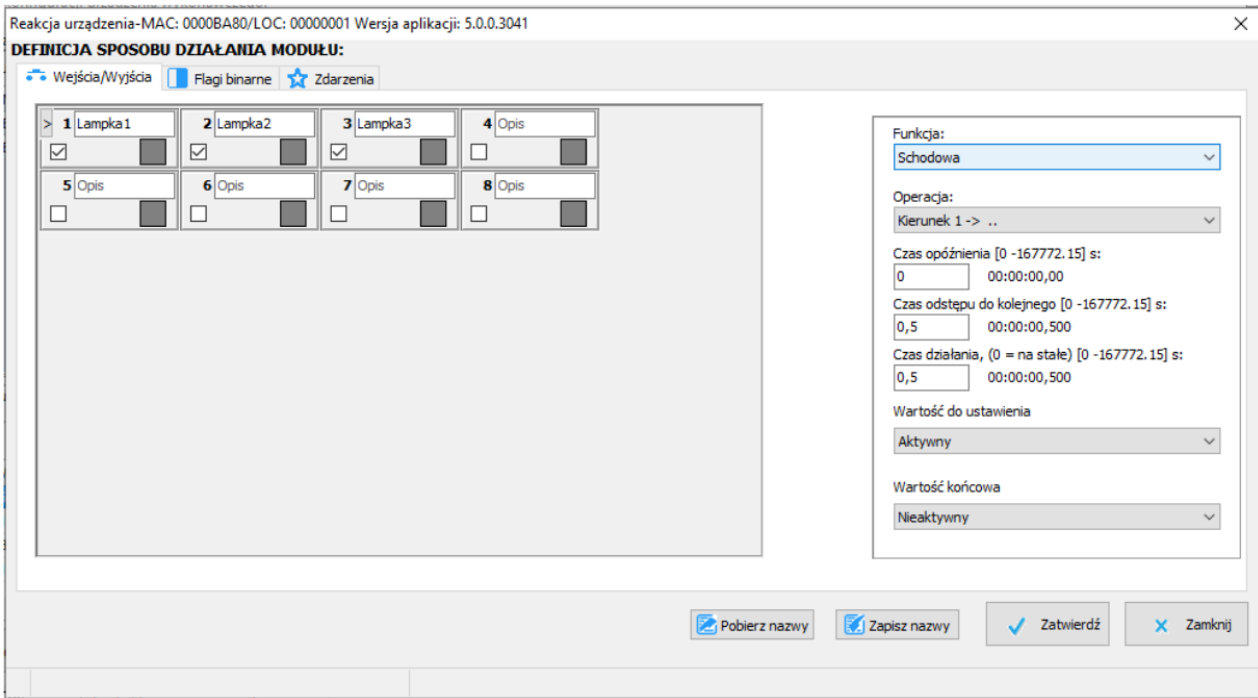 Reakcja urządzenia-MAC: 0000BA80/LOC: 00000001 Wersja aplikacji: 5.0.0.3041
DEFINICJA SPOSOBU DZIAŁANIA MODUŁU:
Wejścia/Wyjścia Flagi binarne Zdarzenia
> 1 Lampka1 2 Lampka2 3 Lampka3 4 Opis
5 Opis 6 Opis 7 Opis 8 Opis
Funkcja:
Schodowa
Operacja:
Kierunek 1 -> ..
Czas opóźnienia [0 -167772.15] s:
0 00:00:00,00
Czas odstępu do kolejnego [0 -167772.15] s:
0,5 00:00:00,500
Czas działania, (0 = na stałe) [0 -167772.15] s:
0,5 00:00:00,500
Wartość do ustawienia
Aktywny
Wartość końcowa
Nieaktywny
Pobierz nazwy Zapisz nazwy Zatwierdź Zamknij